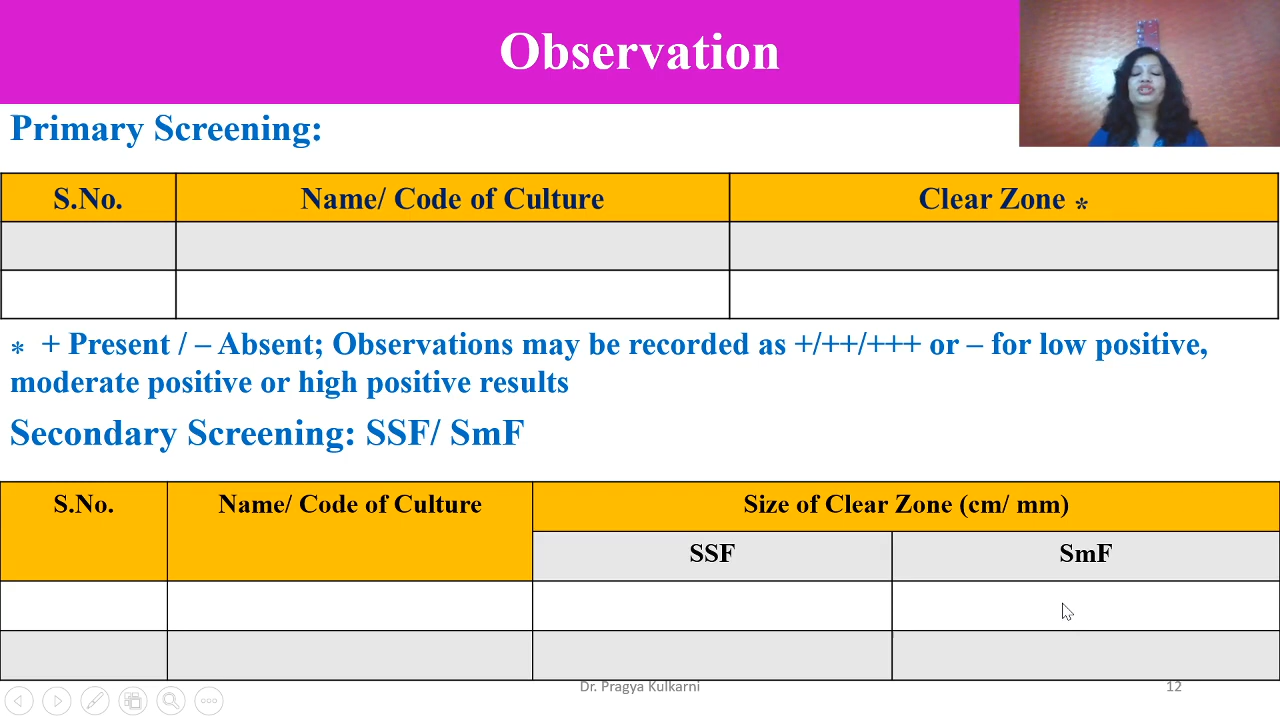 Observation
Primary Screening:
S.No.
Name/ Code of Culture
Clear Zone *
* + Present / – Absent; Observations may be recorded as +/++/+++ or – for low positive,
moderate positive or high positive results
Secondary Screening: SSF/ SmF
S.No.
Name/ Code of Culture
Size of Clear Zone (cm/ mm)
SSF
SmF
Dr. Pragya Kulkarni
12